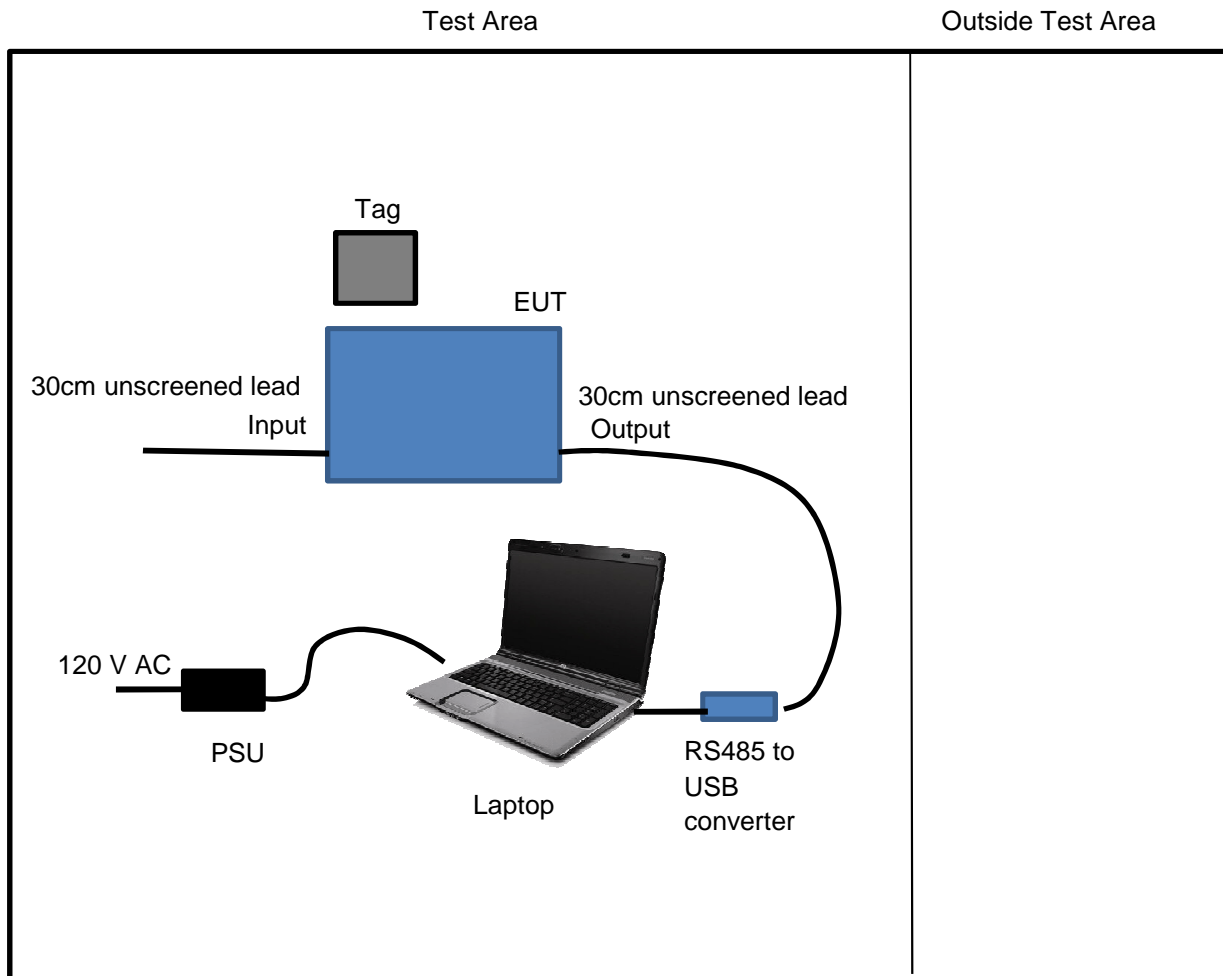 Test Area
Outside Test Area
Tag
EUT
30cm unscreened lead
Input
30cm unscreened lead
Output
120 V AC
PSU
Laptop
RS485 to
USB
converter